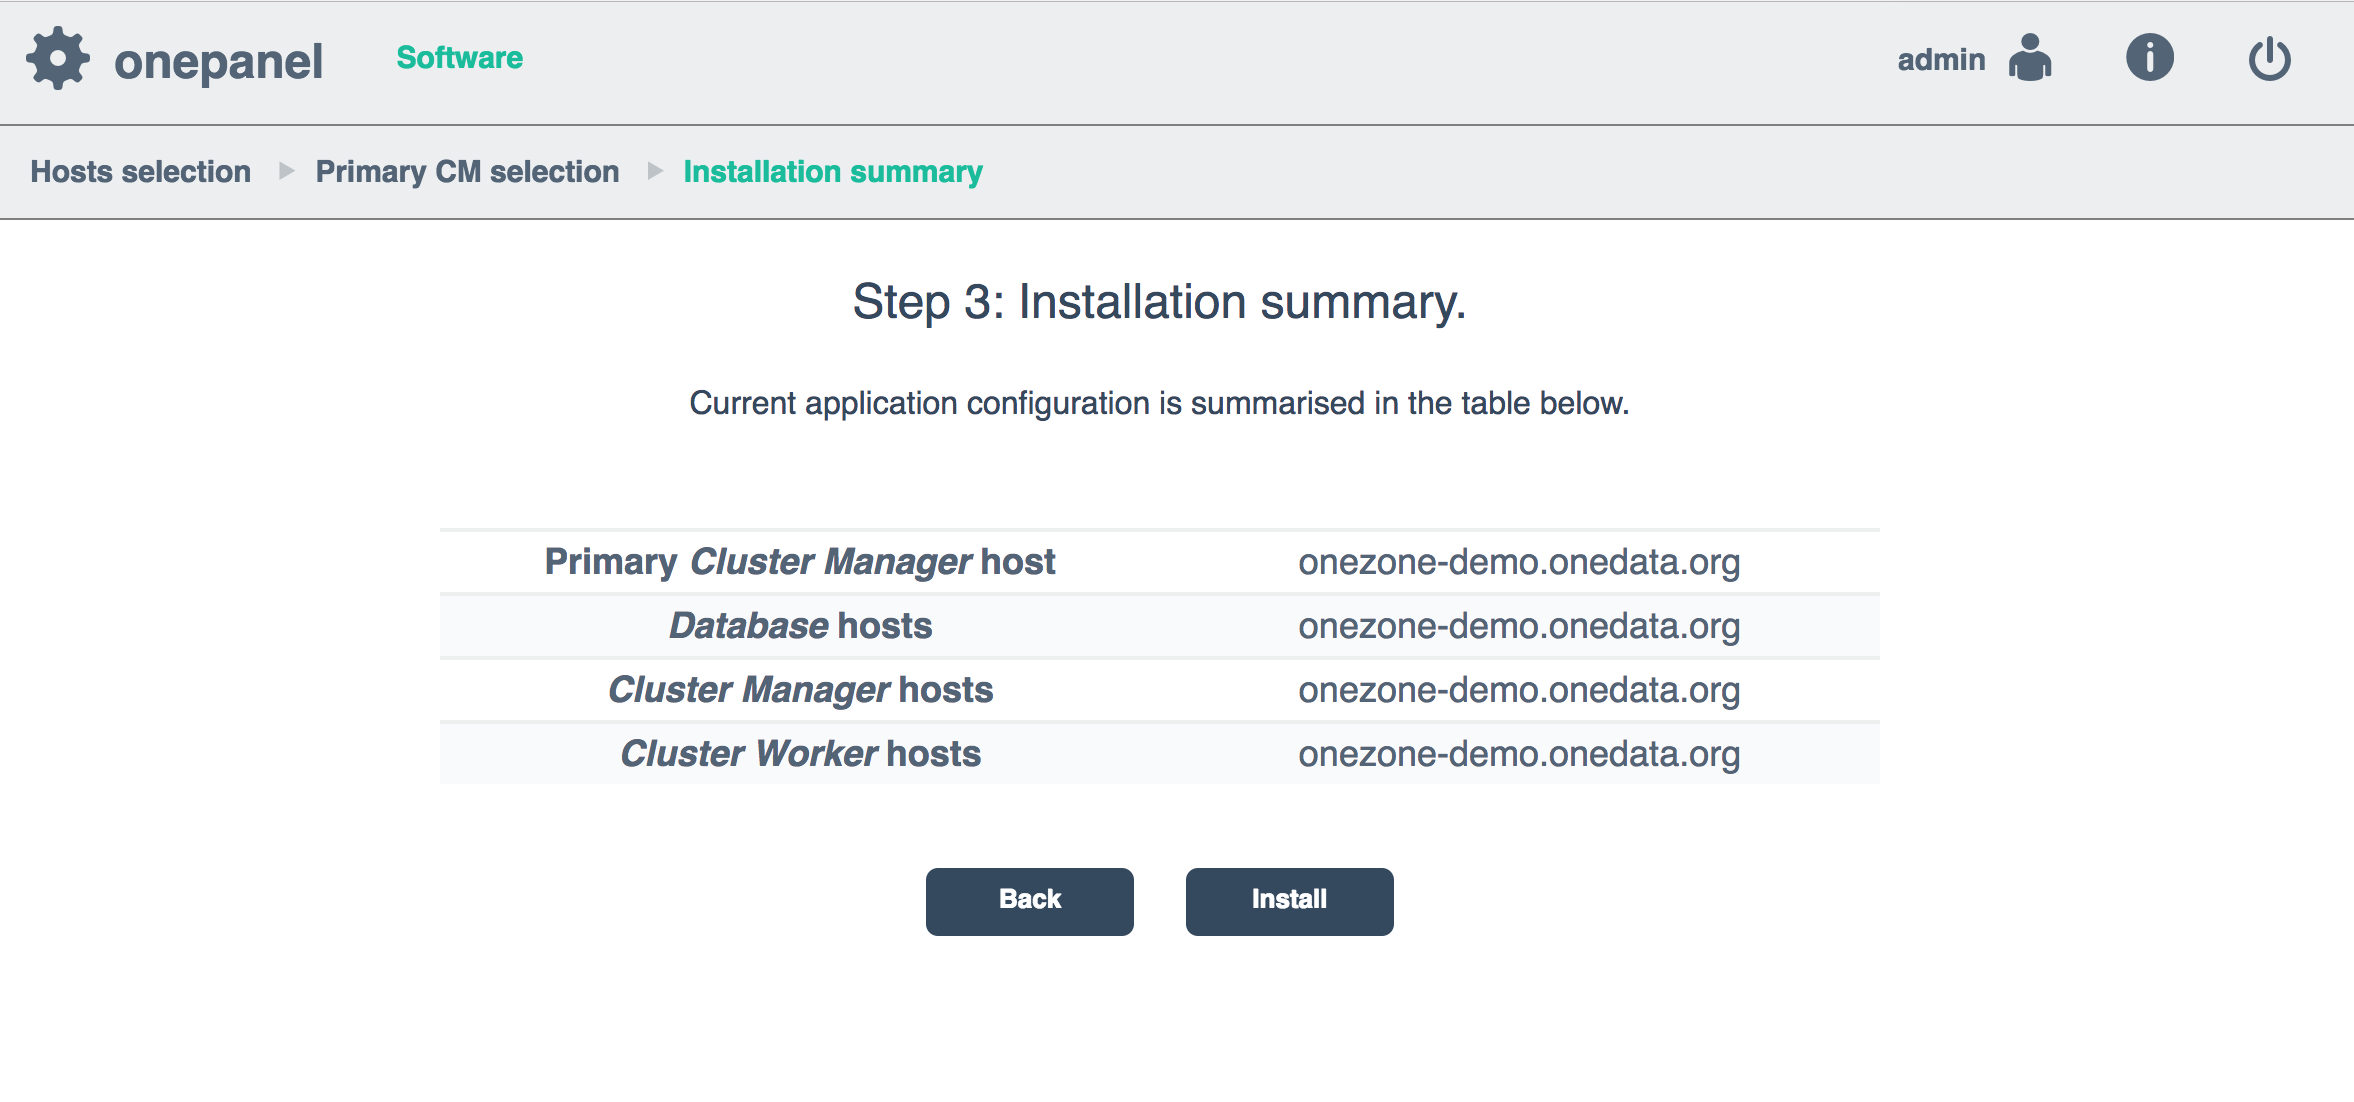 onepanel Software admin
Hosts selection Primary CM selection Installation summary
Step 3: Installation summary.
Current application configuration is summarised in the table below.
Primary Cluster Manager host onezone-demo.onedata.org
Database hosts onezone-demo.onedata.org
Cluster Manager hosts onezone-demo.onedata.org
Cluster Worker hosts onezone-demo.onedata.org
Back Install